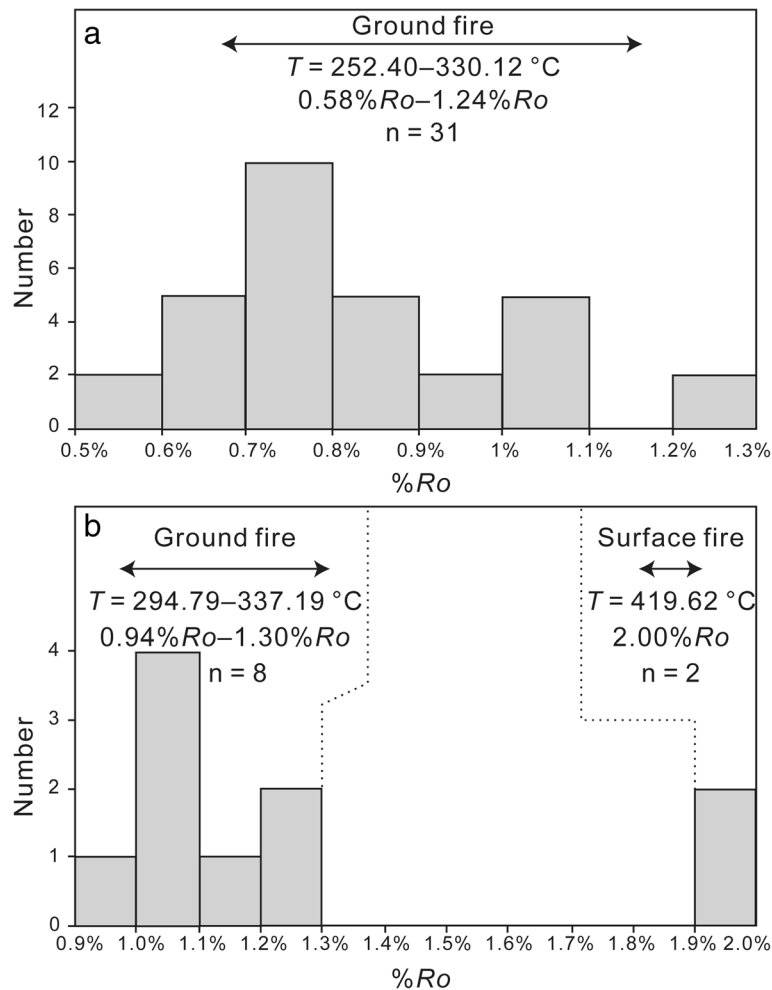 a
Ground fire
T = 252.40–330.12 °C
0.58%Ro–1.24%Ro
n = 31
12
10
8
6
4
2
0
Number
0.5% 0.6% 0.7% 0.8% 0.9% 1% 1.1% 1.2% 1.3%
%Ro
b
Ground fire
T = 294.79–337.19 °C
0.94%Ro–1.30%Ro
n = 8
Surface fire
T = 419.62 °C
2.00%Ro
n = 2
4
3
2
1
0
Number
0.9% 1.0% 1.1% 1.2% 1.3% 1.4% 1.5% 1.6% 1.7% 1.8% 1.9% 2.0%
%Ro